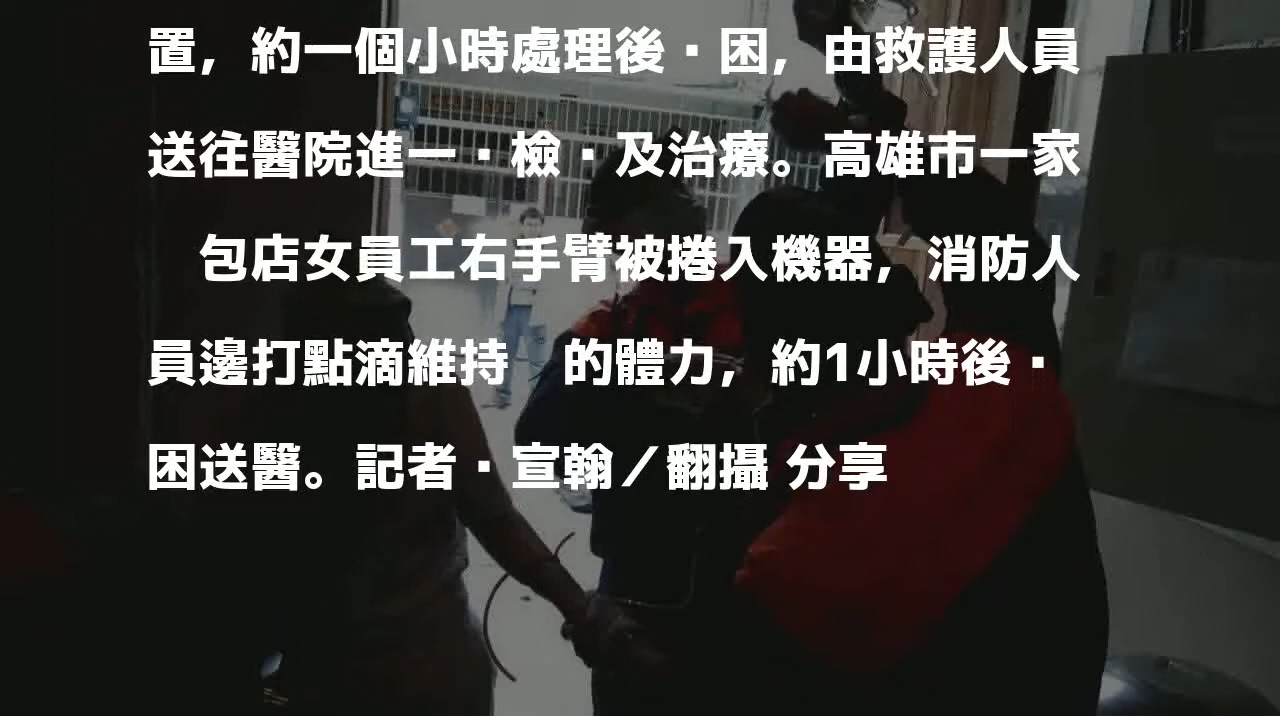 置，約一個小時處理後·困，由救護人員
送往醫院進一·檢·及治療。高雄市一家
包店女員工右手臂被捲入機器，消防人
員邊打點滴維持　的體力，約1小時後·
困送醫。記者·宣翰／翻攝 分享